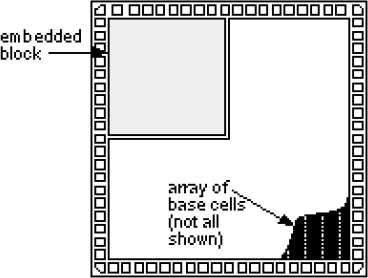 embedded
block
array of
base cells
(not all
shown)